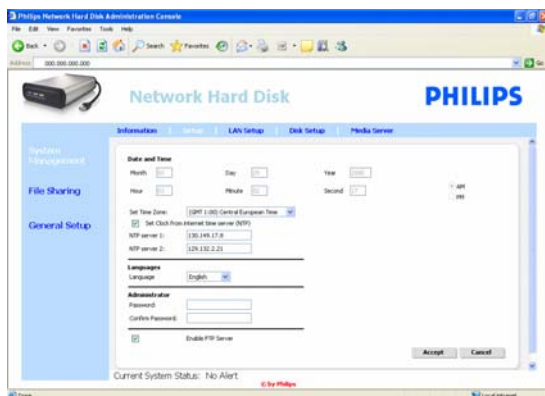 Philips Network Hard Disk Administration Console
File Edit View Favorites Tools Help
Back Search Favorites
Address 000.000.000.000 Go
Network Hard Disk PHILIPS
Information Setup LAN Setup Disk Setup Media Server
System Management
File Sharing
General Setup
Date and Time
Month Day Year
Hour Minute Second AM
PM
Set Time Zone: (GMT 1:00) Central European Time
Set Clock from internet time server (NTP)
NTP server 1: 130.149.17.8
NTP server 2: 129.132.2.21
Languages
Language English
Administrator
Password:
Confirm Password:
Enable FTP Server
Accept Cancel
Current System Status: No Alert
© by Philips
Done Local intranet